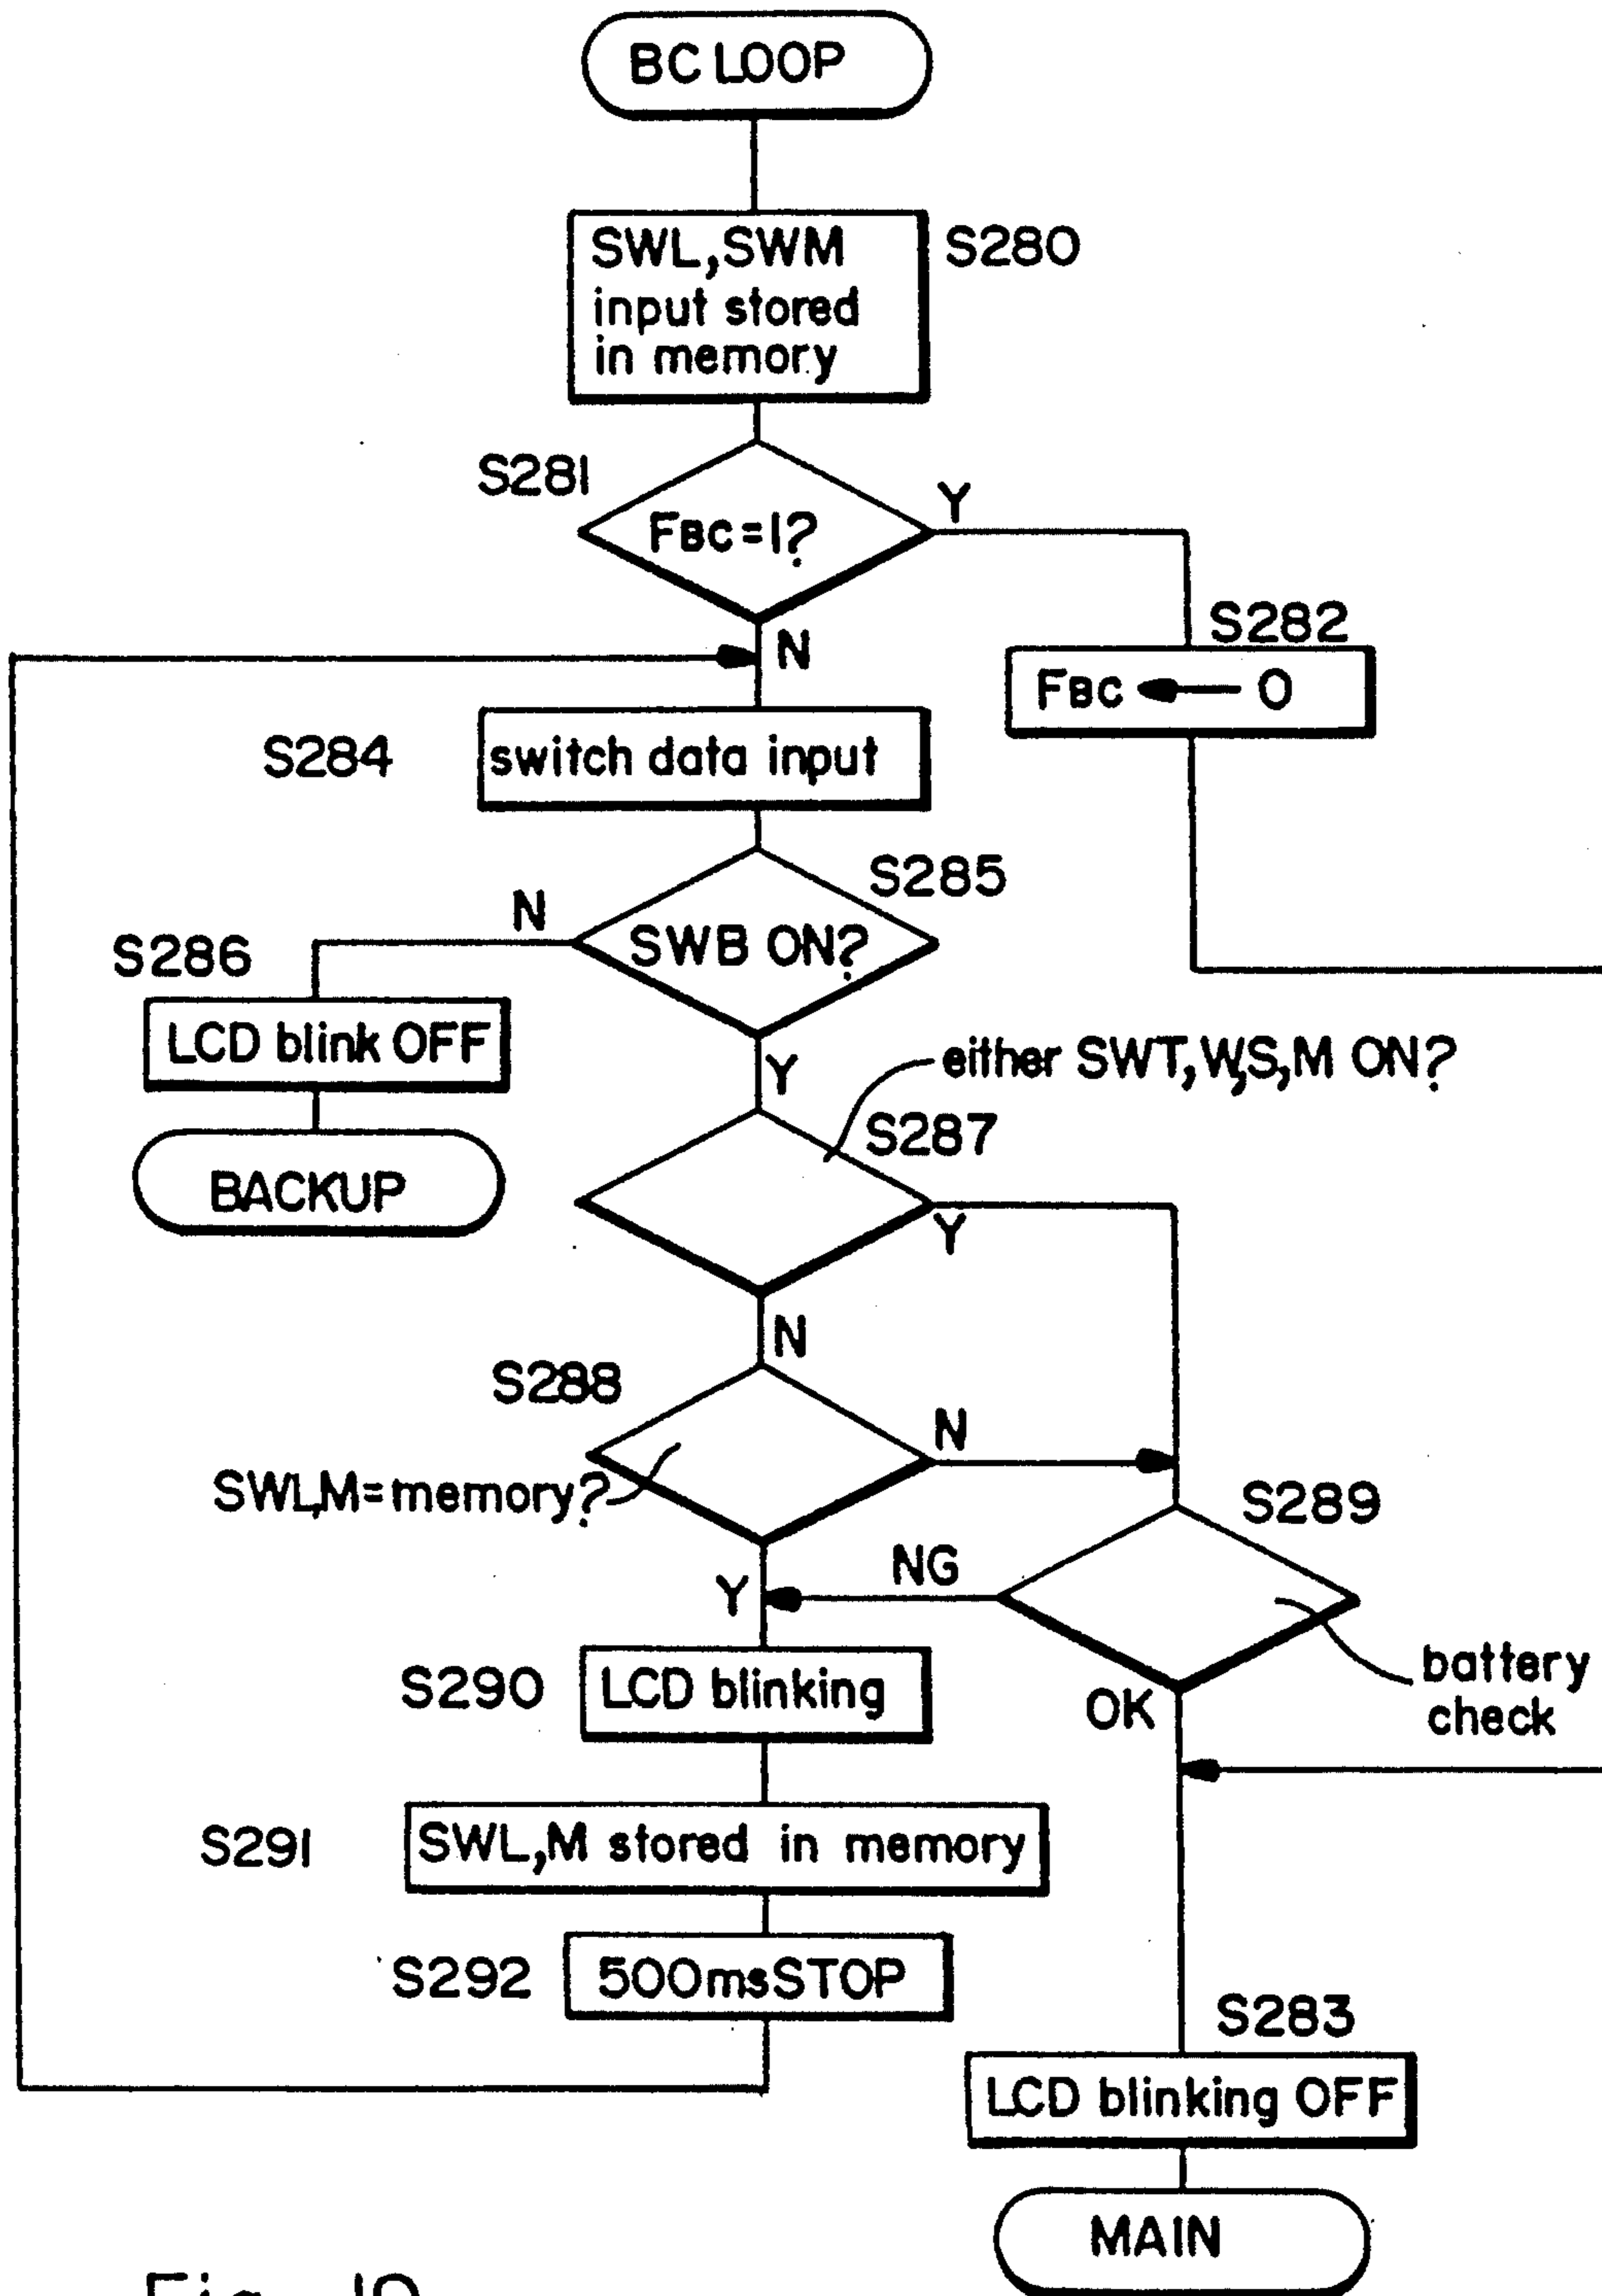 BC LOOP
SWL,SWM
input stored
in memory
S280
S281
FBC=1?
Y
N
S282
FBC ← 0
S284
switch data input
S285
SWB ON?
N
S286
LCD blink OFF
BACKUP
Y
either SWT,W,S,M ON?
S287
Y
N
S288
SWL,M=memory?
N
S289
NG
Y
battery
check
OK
S290
LCD blinking
S291
SWL,M stored in memory
S292
500msSTOP
S283
LCD blinking OFF
MAIN